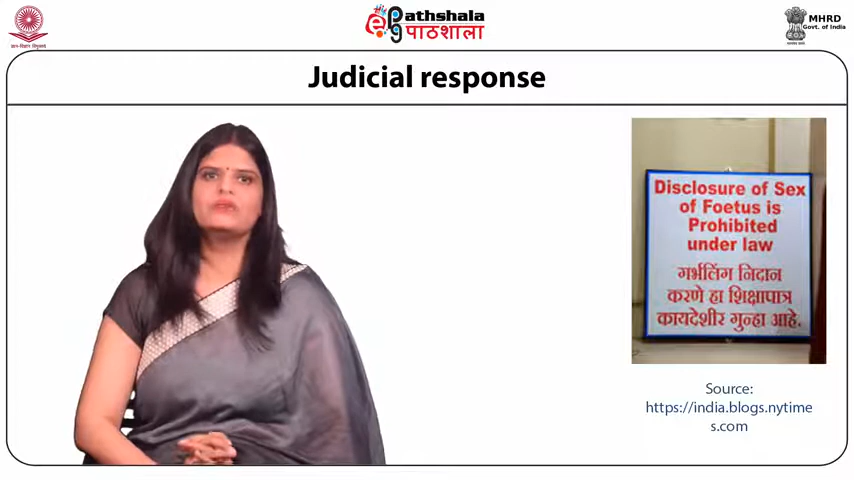 Pathshala
पाठशाला
MHRD
Govt. of India
Judicial response
Disclosure of Sex
of Foetus is
Prohibited
under law
गर्भलिंग निदान
करणे हा शिक्षापात्र
कायदेशीर गुन्हा आहे.
Source:
https://india.blogs.nytime
s.com